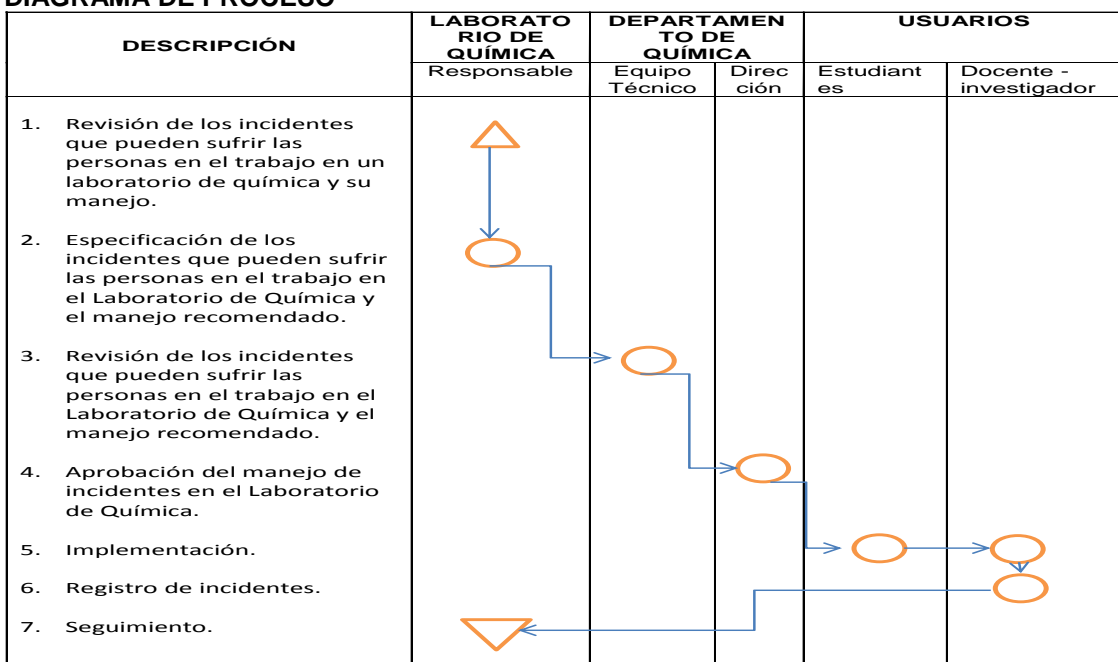 DIAGRAMA DE PROCESO
DESCRIPCIÓN
LABORATO
RIO DE
QUÍMICA
DEPARTAMEN
TO DE
QUÍMICA
USUARIOS
Responsable
Equipo
Técnico
Direc
ción
Estudiant
es
Docente -
investigador
1. Revisión de los incidentes
que pueden sufrir las
personas en el trabajo en un
laboratorio de química y su
manejo.
2. Especificación de los
incidentes que pueden sufrir
las personas en el trabajo en
el Laboratorio de Química y
el manejo recomendado.
3. Revisión de los incidentes
que pueden sufrir las
personas en el trabajo en el
Laboratorio de Química y el
manejo recomendado.
4. Aprobación del manejo de
incidentes en el Laboratorio
de Química.
5. Implementación.
6. Registro de incidentes.
7. Seguimiento.